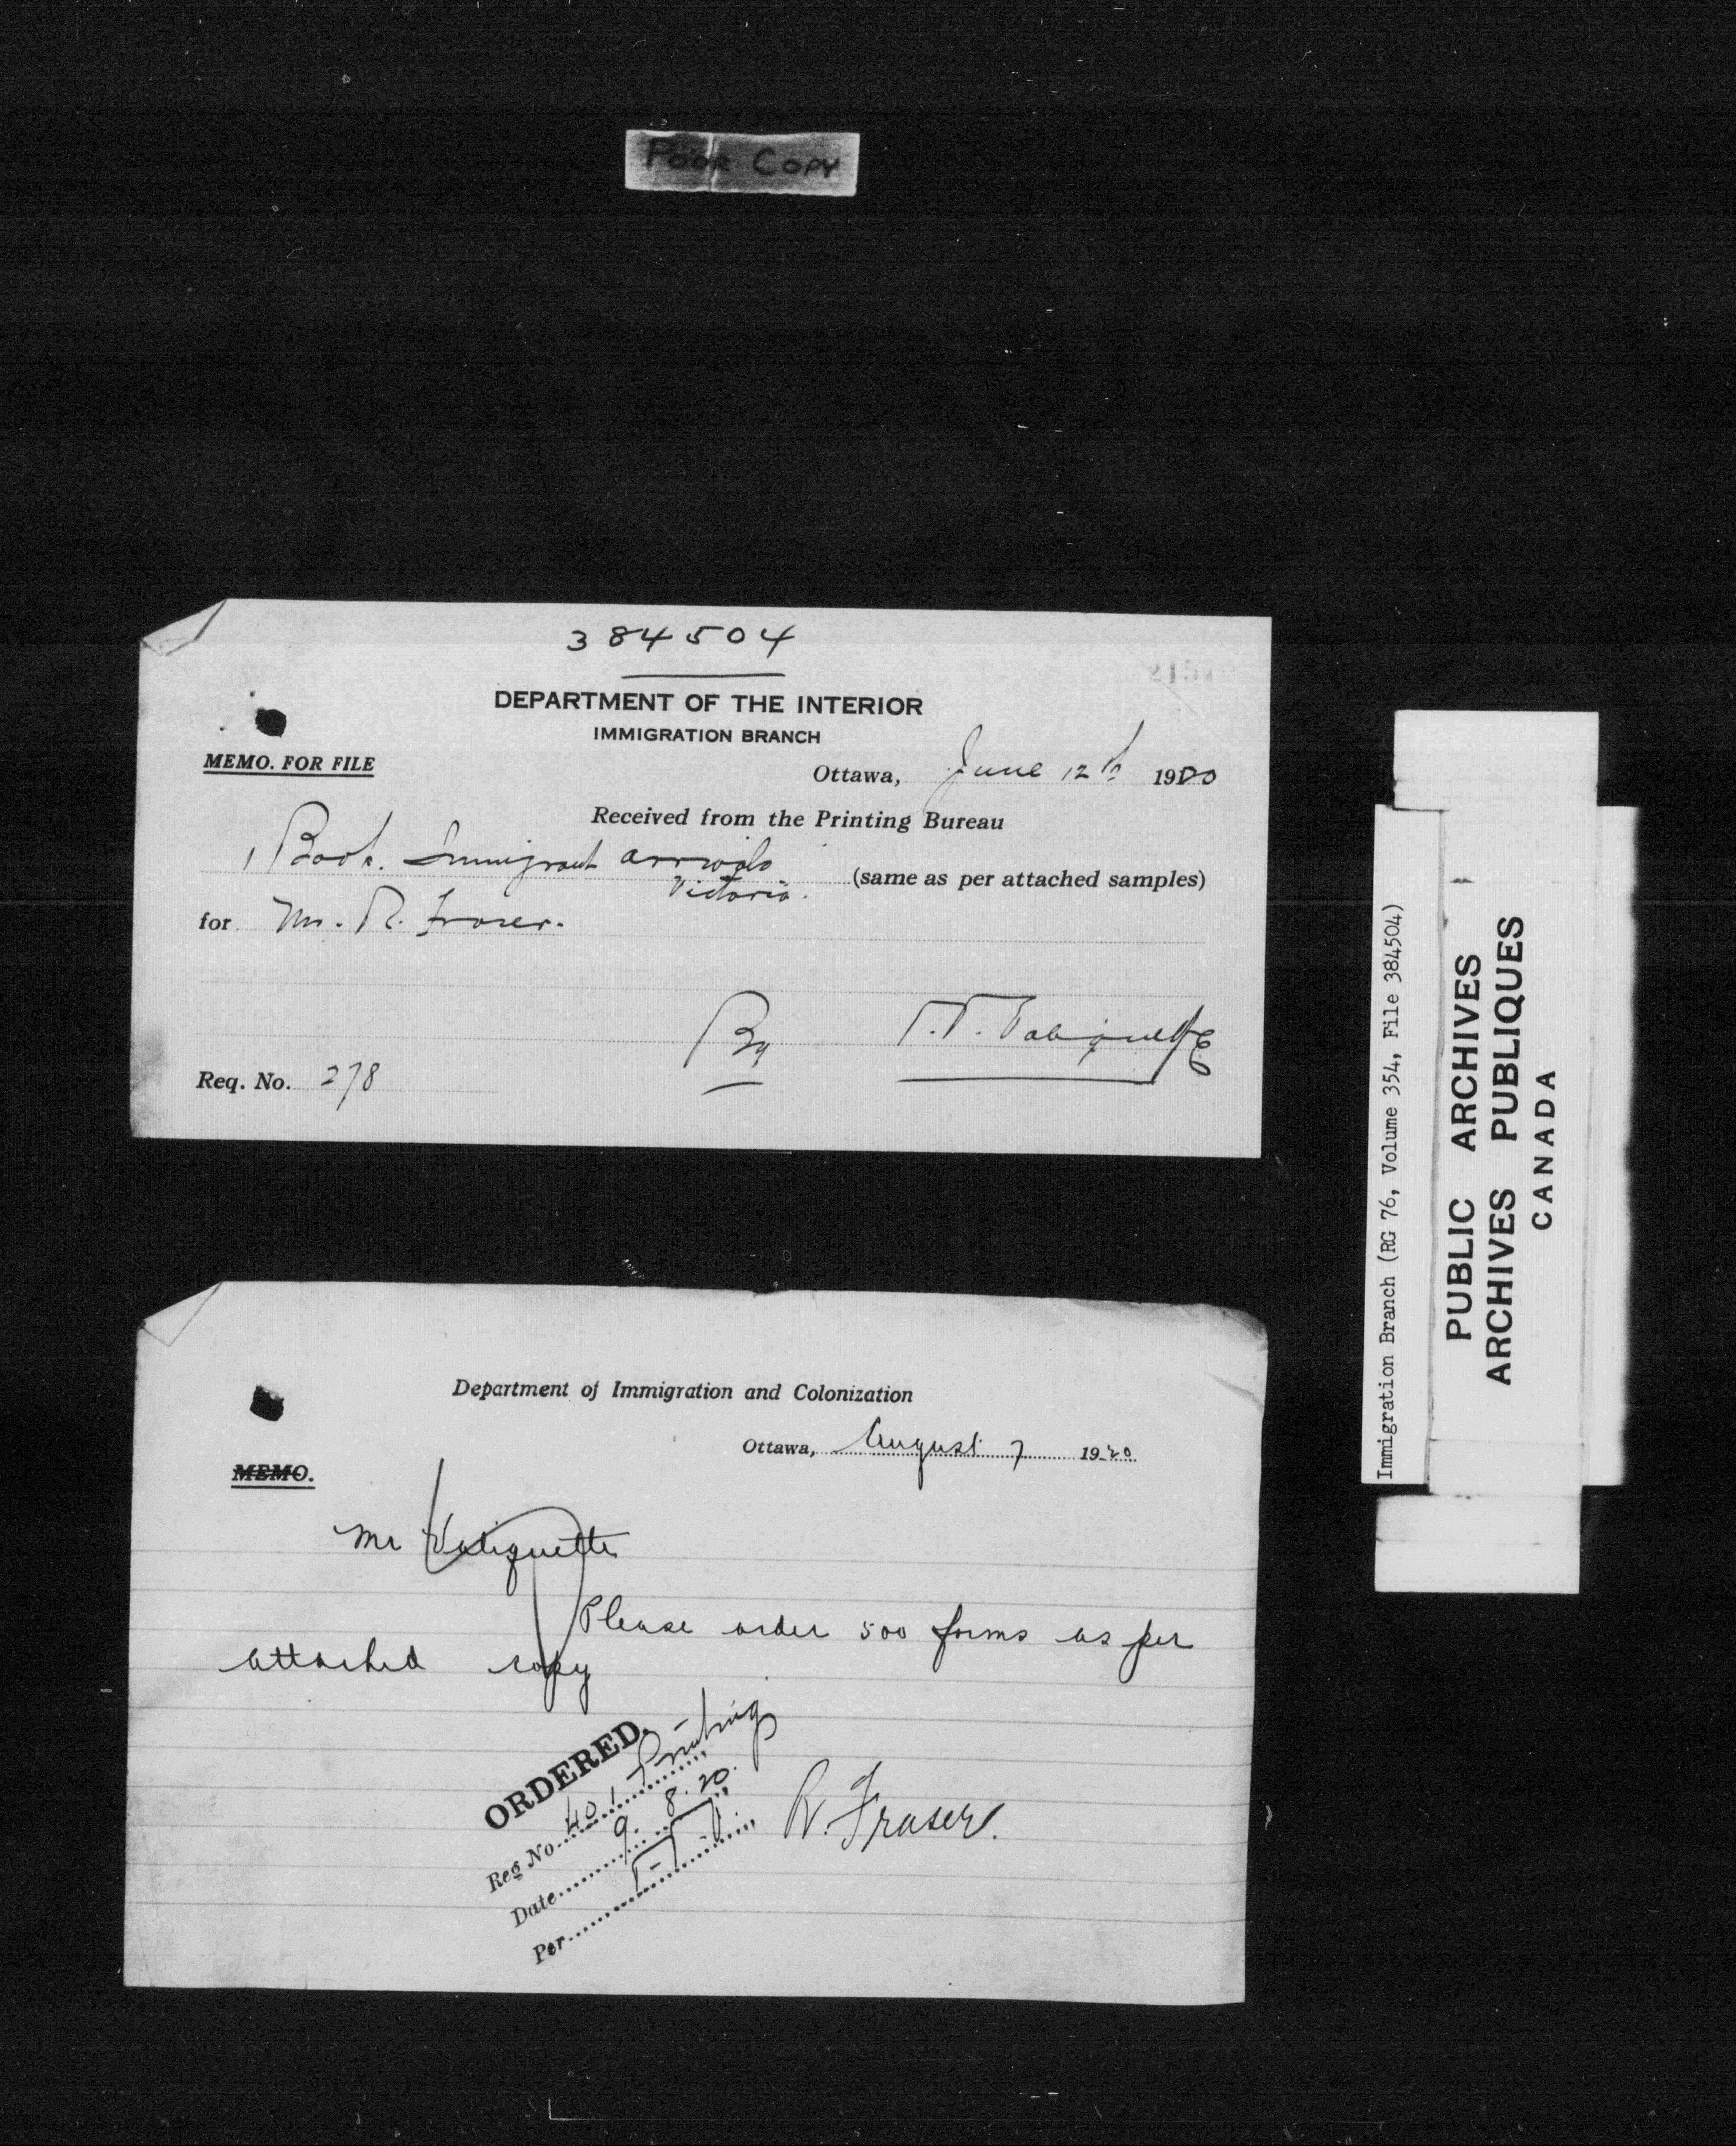 POOR COPY
384504
DEPARTMENT OF THE INTERIOR
IMMIGRATION BRANCH
MEMO. FOR FILE
Ottawa, June 12th 1920
Received from the Printing Bureau
1 Book. Immigrant arrivals
Victoria. (same as per attached samples)
for Mr. R. Fraser.
By T.T. Valiquette
Req. No. 278
Department of Immigration and Colonization
Ottawa, August 7 1920
MEMO.
Mr Valiquette
Please order 500 forms as per
attached copy
ORDERED.
Reg No. 401 Printing
Date 9. 8. 20.
Per
R. Fraser.
Immigration Branch (RG 76, Volume 354, File 384504)
PUBLIC ARCHIVES
ARCHIVES PUBLIQUES
CANADA